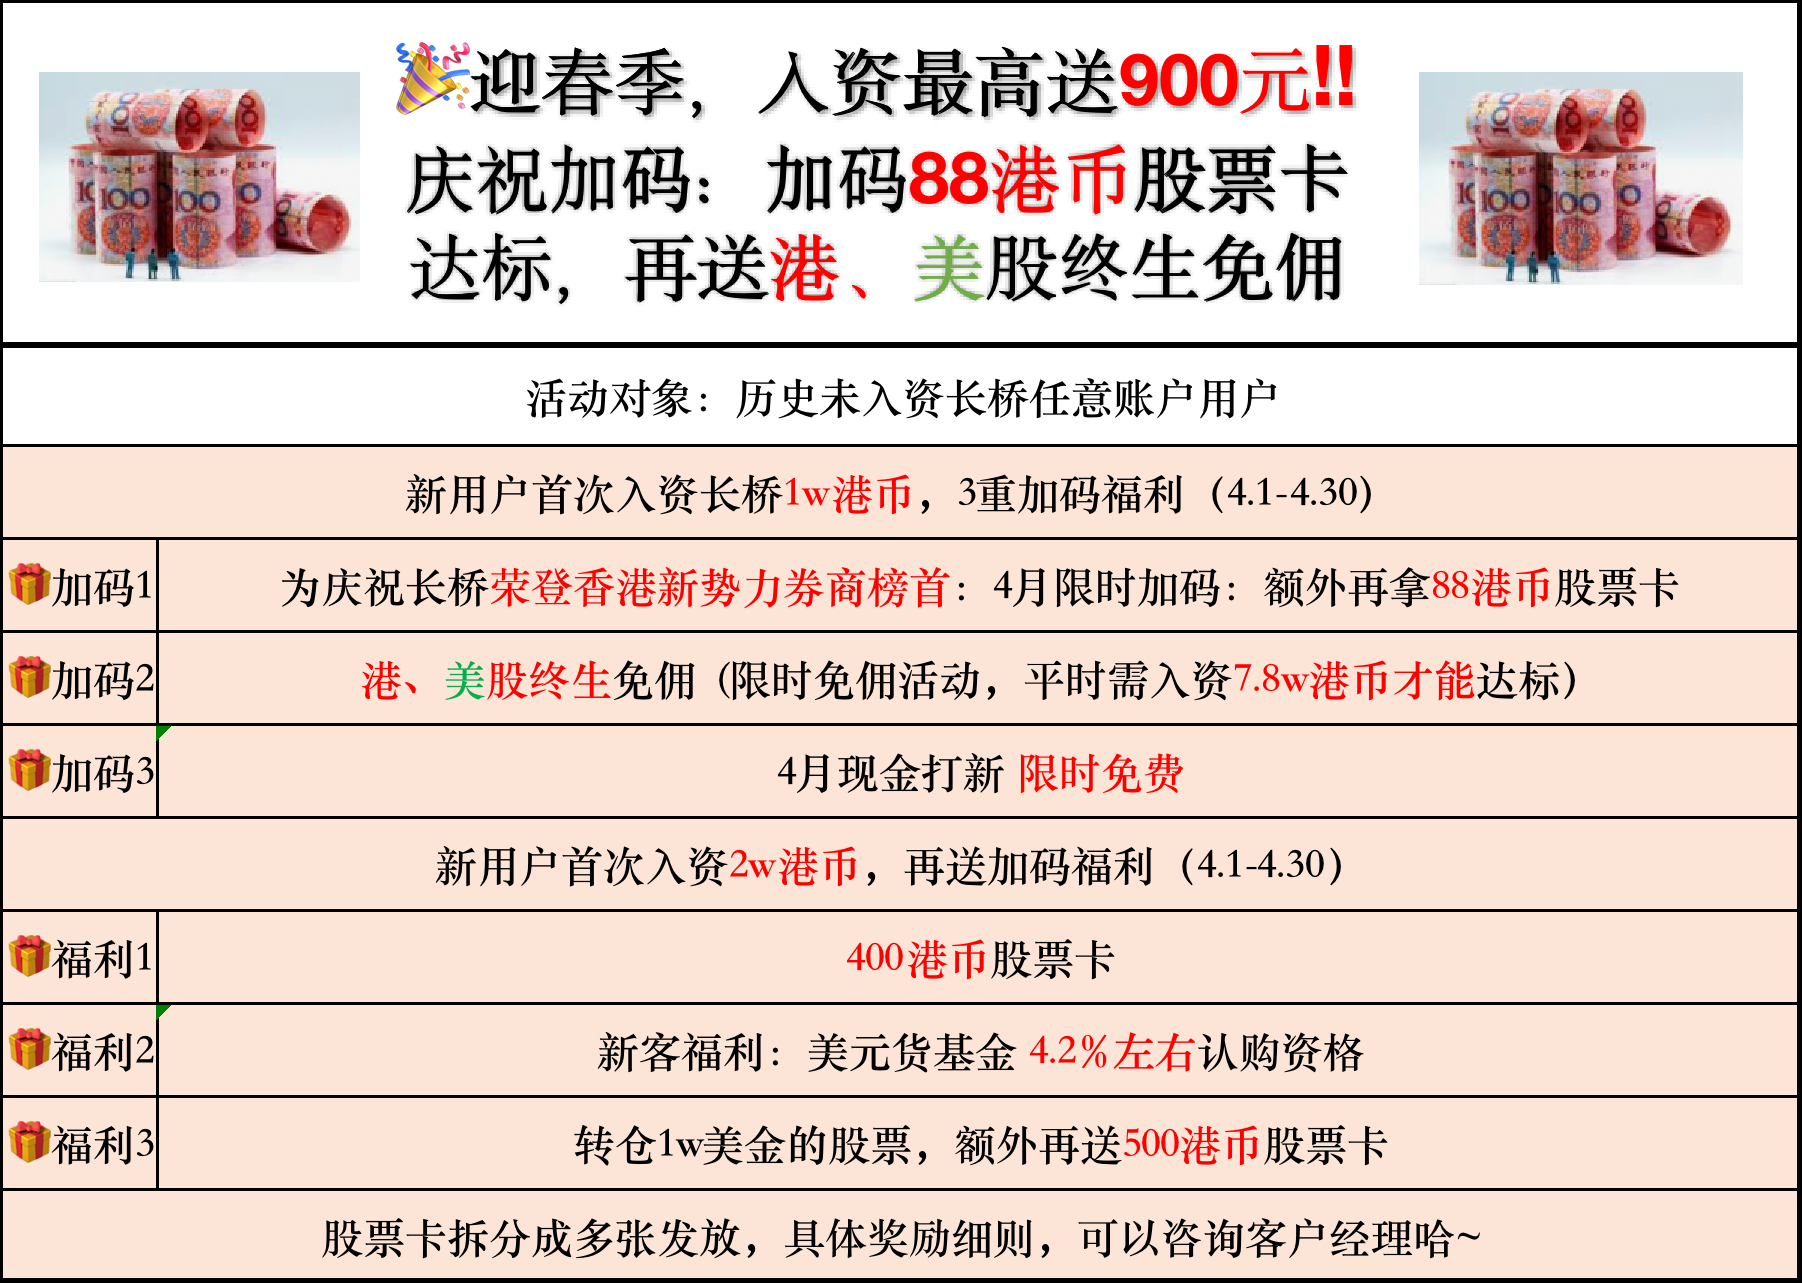 🎉迎春季，入资最高送900元!!
庆祝加码：加码88港币股票卡
达标，再送港、美股终生免佣
活动对象：历史未入资长桥任意账户用户
新用户首次入资长桥1w港币，3重加码福利（4.1-4.30）
🎁加码1 为庆祝长桥荣登香港新势力券商榜首：4月限时加码：额外再拿88港币股票卡
🎁加码2 港、美股终生免佣（限时免佣活动，平时需入资7.8w港币才能达标）
🎁加码3 4月现金打新 限时免费
新用户首次入资2w港币，再送加码福利（4.1-4.30）
🎁福利1 400港币股票卡
🎁福利2 新客福利：美元货基金 4.2%左右认购资格
🎁福利3 转仓1w美金的股票，额外再送500港币股票卡
股票卡拆分成多张发放，具体奖励细则，可以咨询客户经理哈~